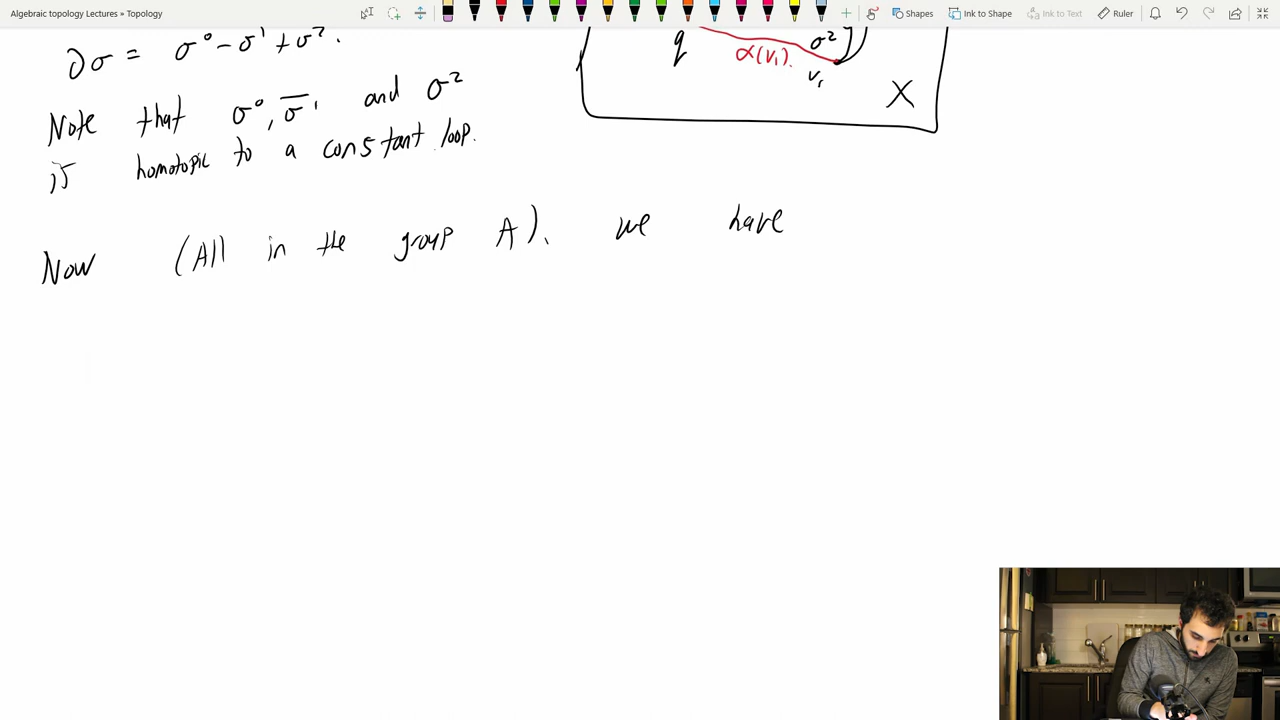 Algebraic topology Lectures » Topology
Shapes
Ink to Shape
Ink to Text
Ruler
∂σ = σ⁰ - σ¹ + σ².
Note that σ⁰, σ̅¹ and σ²
is homotopic to a constant loop.
q
α(v₁).
σ²
v₁
X
Now (All in the group A), we have